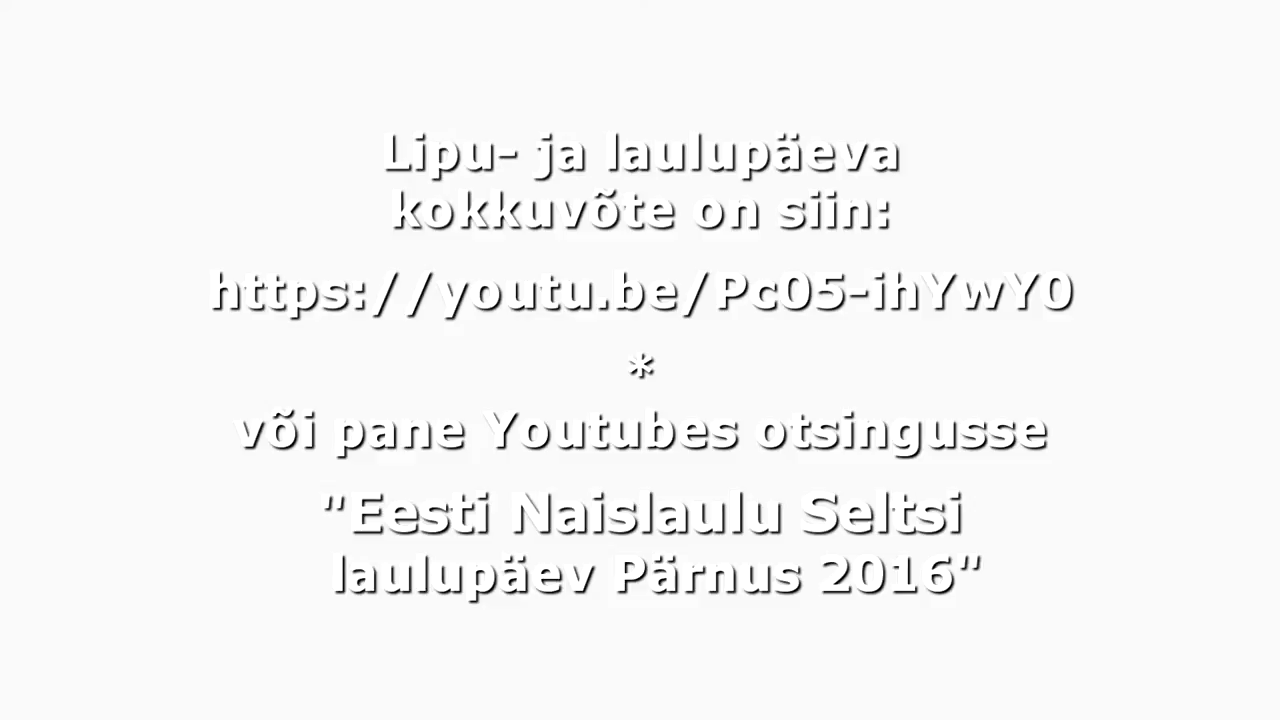 Lipu- ja laulupäeva
kokkuvõte on siin:
https://youtu.be/Pc05-ihYwY0
*
või pane Youtubes otsingusse
"Eesti Naislaulu Seltsi
laulupäev Pärnus 2016"